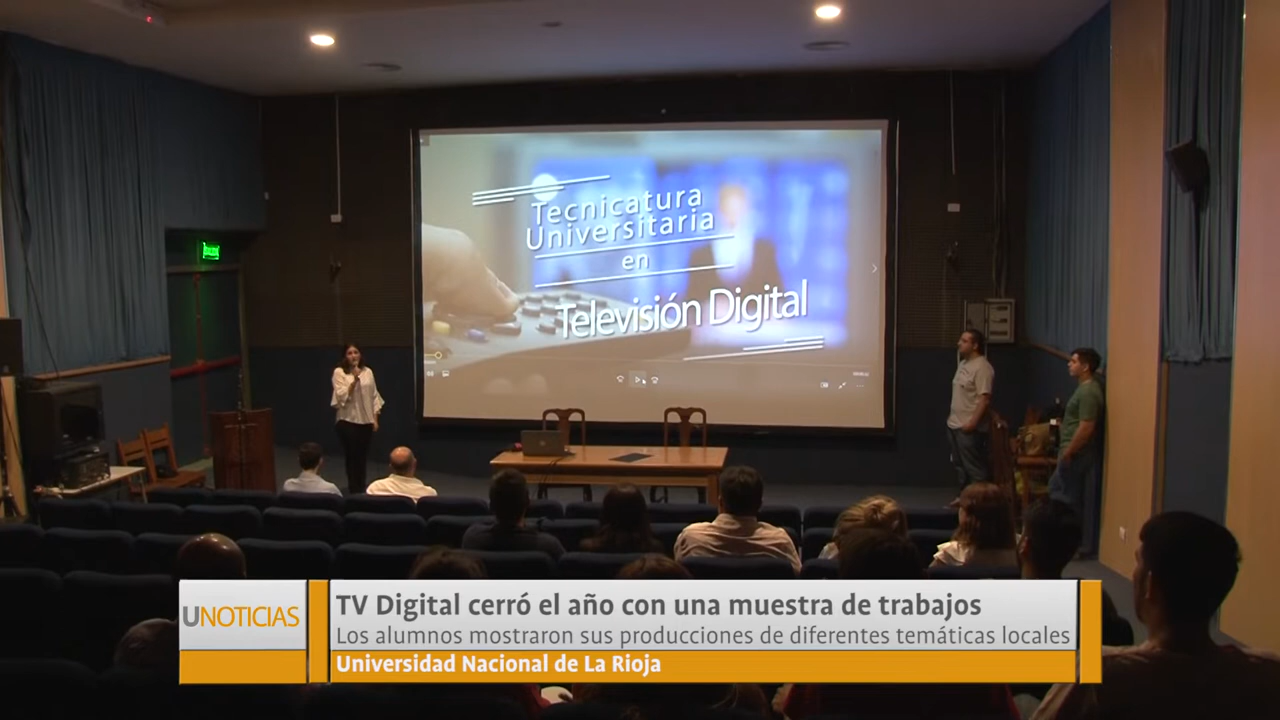 Tecnicatura
Universitaria
en
Televisión Digital
UNOTICIAS
TV Digital cerró el año con una muestra de trabajos
Los alumnos mostraron sus producciones de diferentes temáticas locales
Universidad Nacional de La Rioja